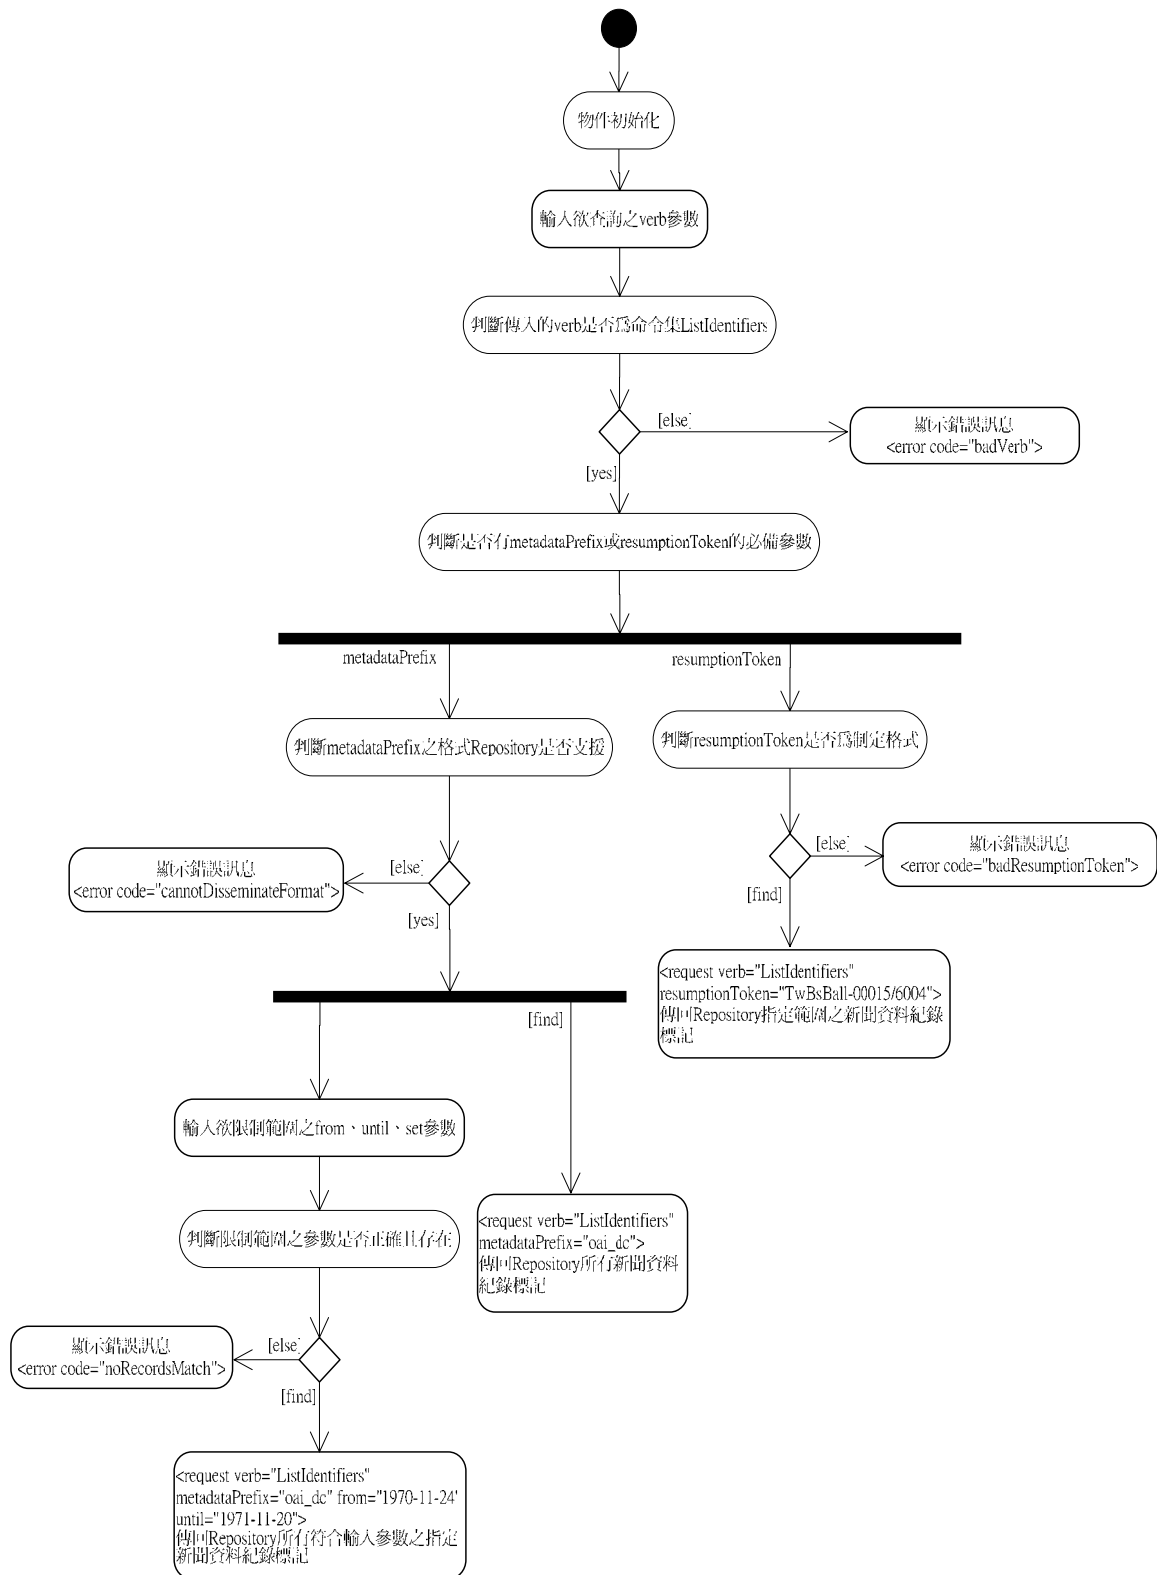 物件初始化
輸入欲查詢之verb參數
判斷傳入的verb是否為命令集ListIdentifiers
[else]
顯示錯誤訊息
<error code="badVerb">
[yes]
判斷是否有metadataPrefix或resumptionToken的必備參數
metadataPrefix
resumptionToken
判斷metadataPrefix之格式Repository是否支援
判斷resumptionToken是否為制定格式
[else]
顯示錯誤訊息
<error code="badResumptionToken">
[else]
顯示錯誤訊息
<error code="cannotDisseminateFormat">
[find]
[yes]
<request verb="ListIdentifiers"
resumptionToken="TwBsBall-00015/6004">
傳回Repository指定範圍之新聞資料紀錄
標記
[find]
輸入欲限制範圍之from、until、set參數
<request verb="ListIdentifiers"
metadataPrefix="oai_dc">
傳回Repository所有新聞資料
紀錄標記
判斷限制範圍之參數是否正確且存在
[else]
顯示錯誤訊息
<error code="noRecordsMatch">
[find]
<request verb="ListIdentifiers"
metadataPrefix="oai_dc" from="1970-11-24'
until="1971-11-20">
傳回Repository所有符合輸入參數之指定
新聞資料紀錄標記